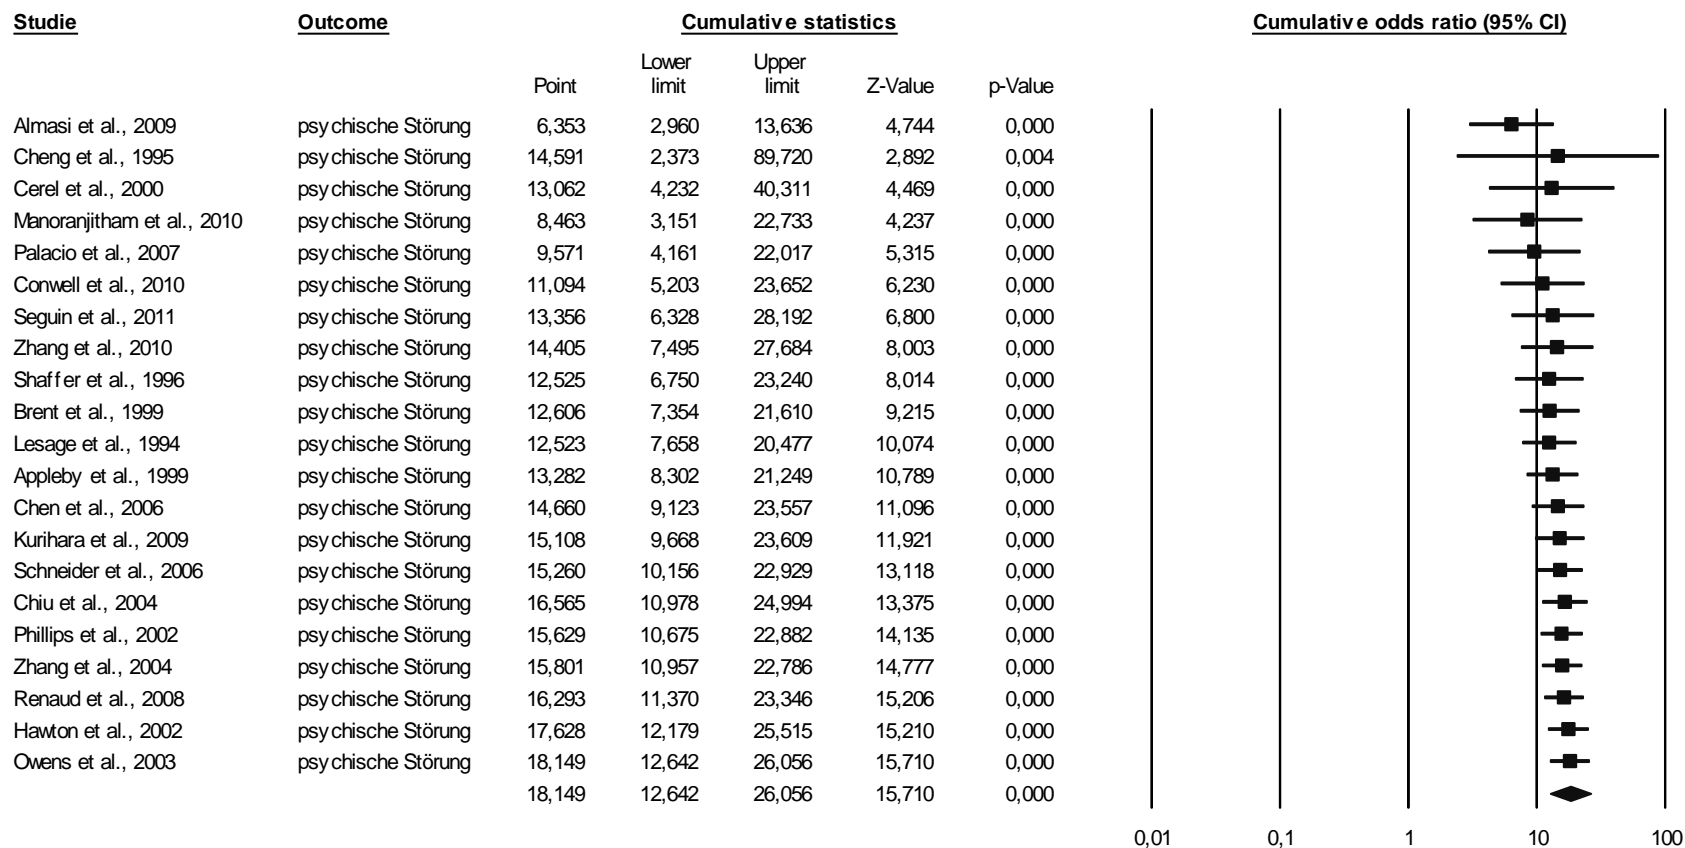 Studie Outcome Cumulative statistics Cumulative odds ratio (95% CI)
Lower Upper
Point limit limit Z-Value p-Value
Almasi et al., 2009 psychische Störung 6,353 2,960 13,636 4,744 0,000
Cheng et al., 1995 psychische Störung 14,591 2,373 89,720 2,892 0,004
Cerel et al., 2000 psychische Störung 13,062 4,232 40,311 4,469 0,000
Manoranjitham et al., 2010 psychische Störung 8,463 3,151 22,733 4,237 0,000
Palacio et al., 2007 psychische Störung 9,571 4,161 22,017 5,315 0,000
Conwell et al., 2010 psychische Störung 11,094 5,203 23,652 6,230 0,000
Seguin et al., 2011 psychische Störung 13,356 6,328 28,192 6,800 0,000
Zhang et al., 2010 psychische Störung 14,405 7,495 27,684 8,003 0,000
Shaffer et al., 1996 psychische Störung 12,525 6,750 23,240 8,014 0,000
Brent et al., 1999 psychische Störung 12,606 7,354 21,610 9,215 0,000
Lesage et al., 1994 psychische Störung 12,523 7,658 20,477 10,074 0,000
Appleby et al., 1999 psychische Störung 13,282 8,302 21,249 10,789 0,000
Chen et al., 2006 psychische Störung 14,660 9,123 23,557 11,096 0,000
Kurihara et al., 2009 psychische Störung 15,108 9,668 23,609 11,921 0,000
Schneider et al., 2006 psychische Störung 15,260 10,156 22,929 13,118 0,000
Chiu et al., 2004 psychische Störung 16,565 10,978 24,994 13,375 0,000
Phillips et al., 2002 psychische Störung 15,629 10,675 22,882 14,135 0,000
Zhang et al., 2004 psychische Störung 15,801 10,957 22,786 14,777 0,000
Renaud et al., 2008 psychische Störung 16,293 11,370 23,346 15,206 0,000
Hawton et al., 2002 psychische Störung 17,628 12,179 25,515 15,210 0,000
Owens et al., 2003 psychische Störung 18,149 12,642 26,056 15,710 0,000
18,149 12,642 26,056 15,710 0,000
0,01 0,1 1 10 100